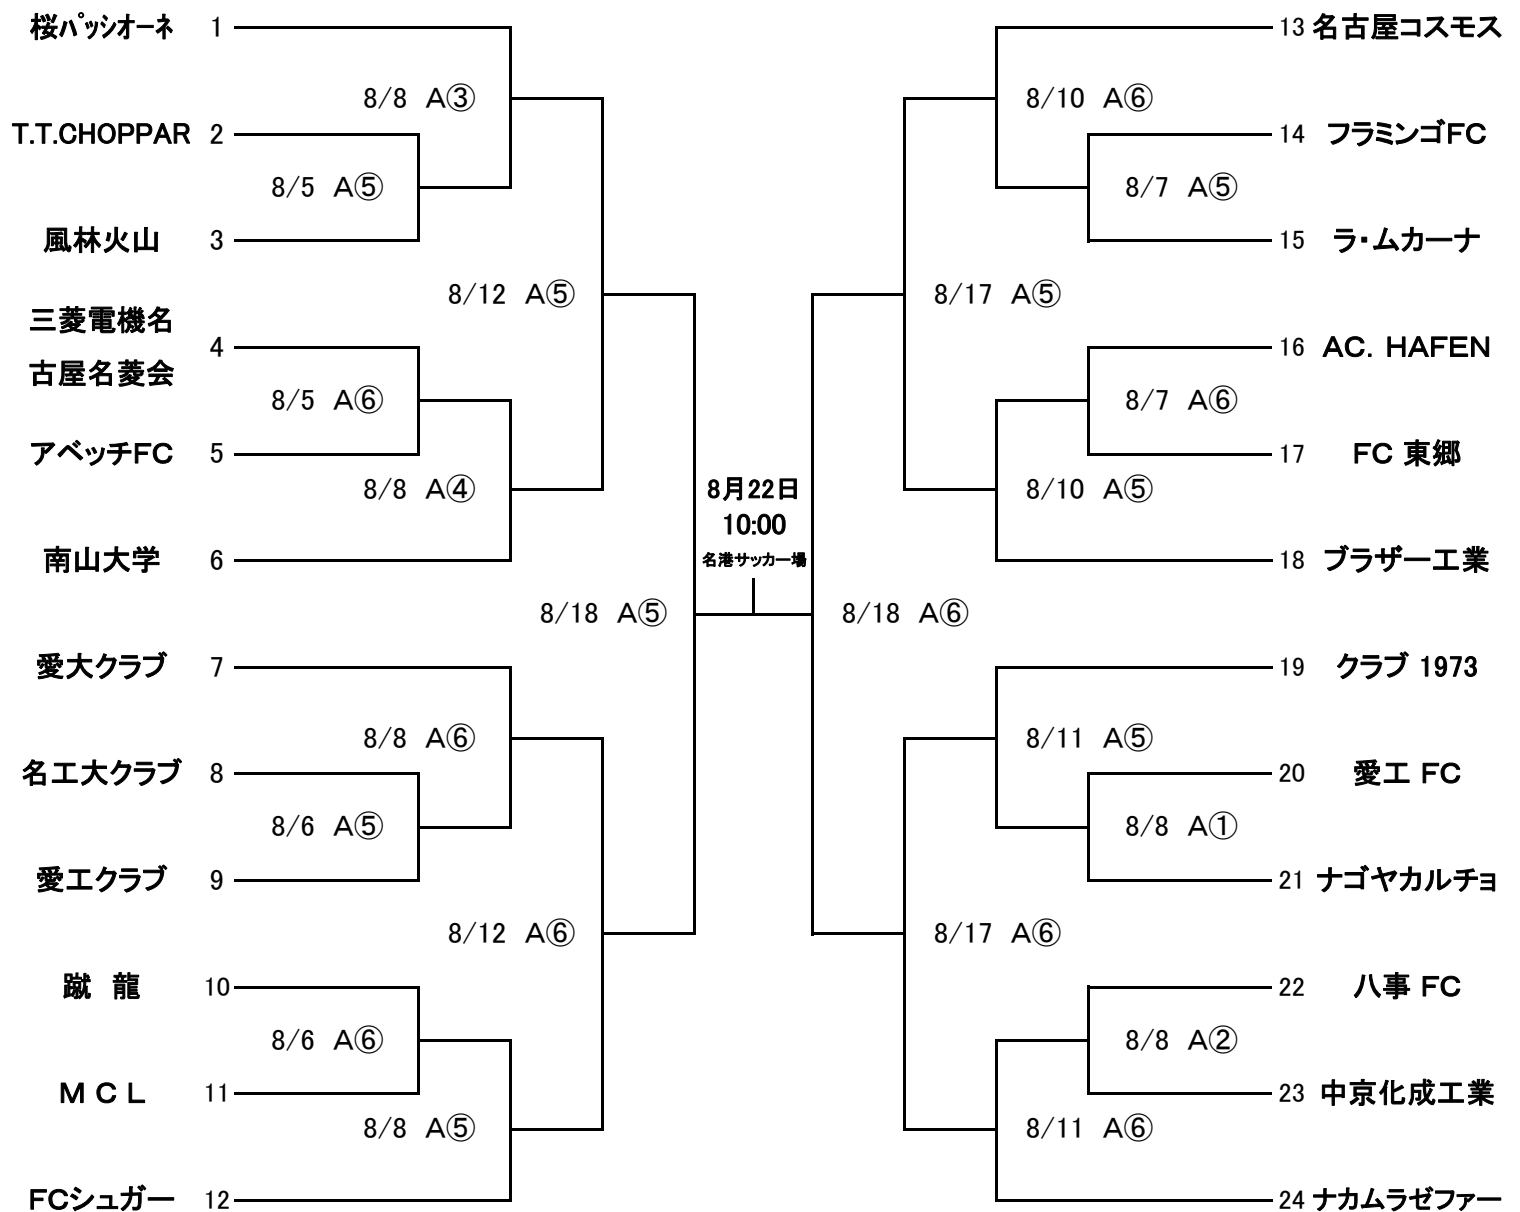 桜パッシオーネ 1
8/8 A③
T.T.CHOPPAR 2
8/5 A⑤
風林火山 3
8/12 A⑤
三菱電機名
古屋名菱会
4
8/5 A⑥
アベッチFC 5
8/8 A④
南山大学 6
8/18 A⑤
愛大クラブ 7
8/8 A⑥
名工大クラブ 8
8/6 A⑤
愛工クラブ 9
8/12 A⑥
蹴 龍 10
8/6 A⑥
M C L 11
8/8 A⑤
FCシュガー 12
8月22日
10:00
名港サッカー場
13 名古屋コスモス
8/10 A⑥
14 フラミンゴFC
8/7 A⑤
15 ラ・ムカーナ
8/17 A⑤
16 AC. HAFEN
8/7 A⑥
17 FC 東郷
8/10 A⑤
18 ブラザー工業
8/18 A⑥
19 クラブ 1973
8/11 A⑤
20 愛工 FC
8/8 A①
21 ナゴヤカルチョ
8/17 A⑥
22 八事 FC
8/8 A②
23 中京化成工業
8/11 A⑥
24 ナカムラゼファー